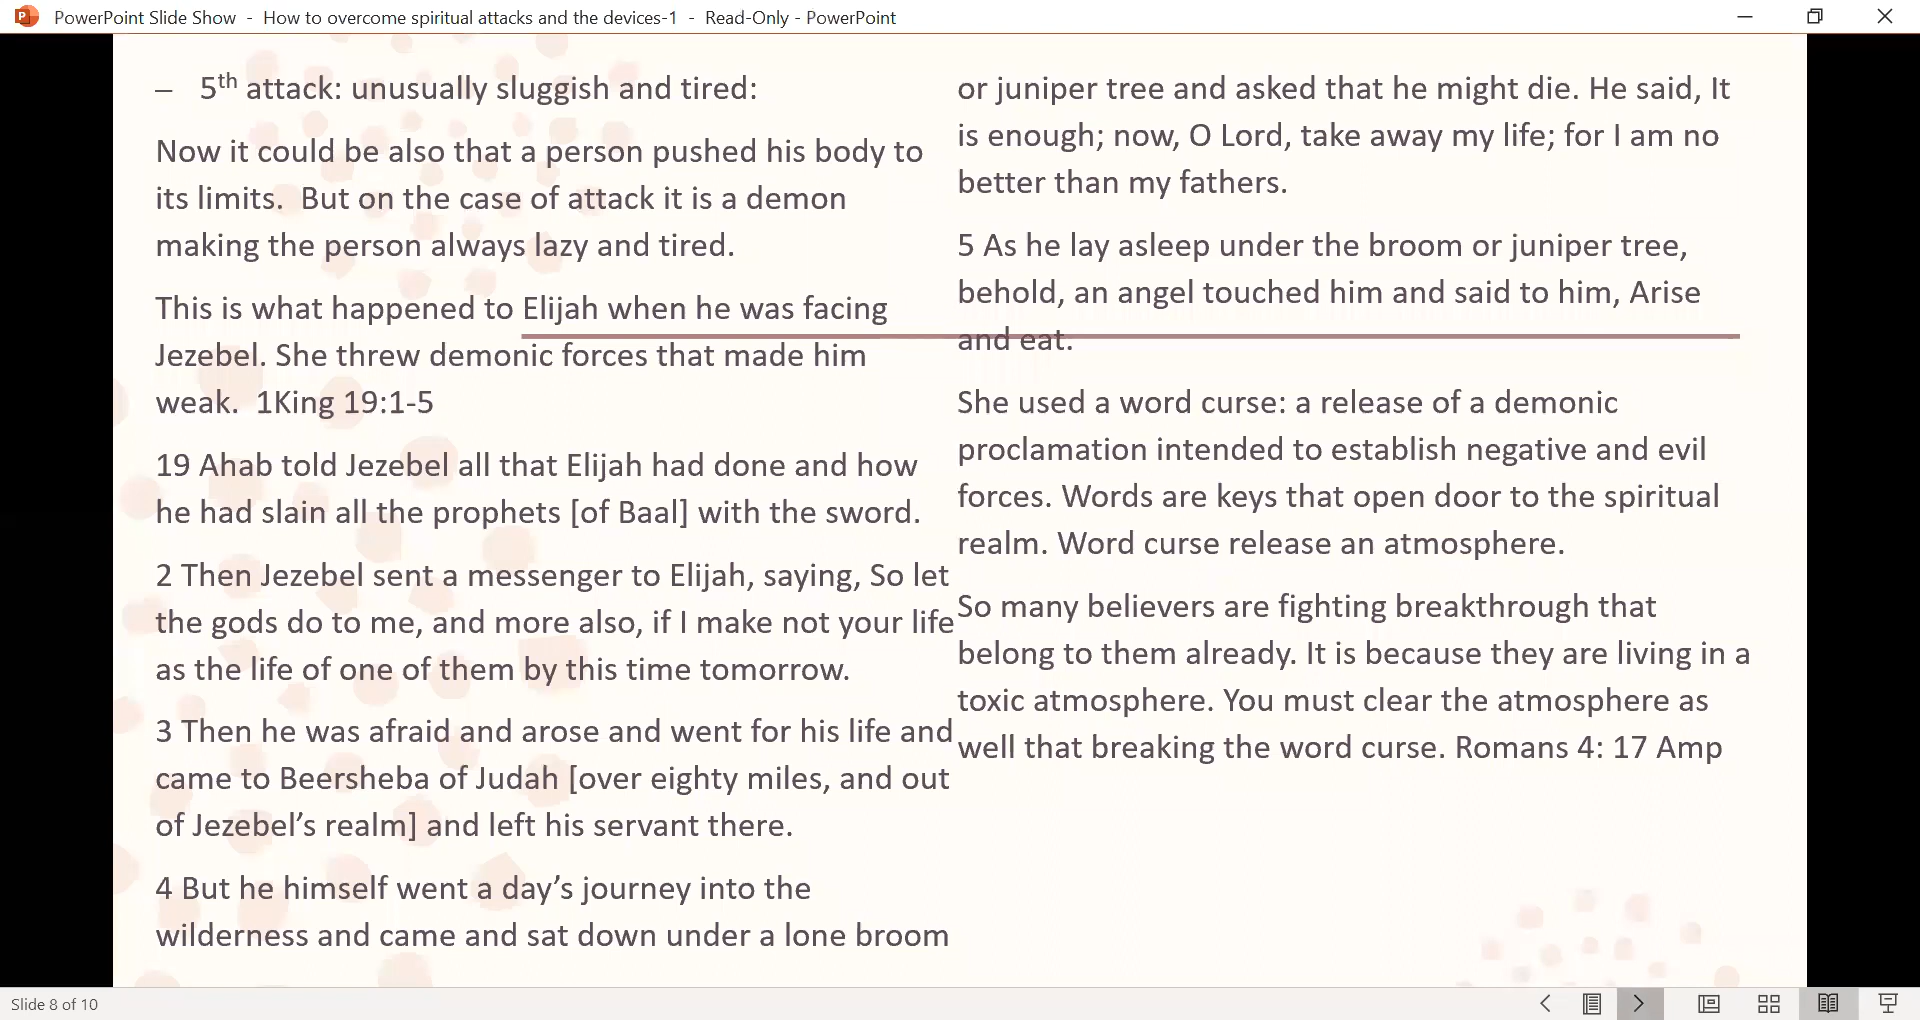 PowerPoint Slide Show - How to overcome spiritual attacks and the devices-1 - Read-Only - PowerPoint
– 5th attack: unusually sluggish and tired:
Now it could be also that a person pushed his body to
its limits. But on the case of attack it is a demon
making the person always lazy and tired.
This is what happened to Elijah when he was facing
Jezebel. She threw demonic forces that made him
weak. 1King 19:1-5
19 Ahab told Jezebel all that Elijah had done and how
he had slain all the prophets [of Baal] with the sword.
2 Then Jezebel sent a messenger to Elijah, saying, So let
the gods do to me, and more also, if I make not your life
as the life of one of them by this time tomorrow.
3 Then he was afraid and arose and went for his life and
came to Beersheba of Judah [over eighty miles, and out
of Jezebel’s realm] and left his servant there.
4 But he himself went a day’s journey into the
wilderness and came and sat down under a lone broom
or juniper tree and asked that he might die. He said, It
is enough; now, O Lord, take away my life; for I am no
better than my fathers.
5 As he lay asleep under the broom or juniper tree,
behold, an angel touched him and said to him, Arise
and eat.
She used a word curse: a release of a demonic
proclamation intended to establish negative and evil
forces. Words are keys that open door to the spiritual
realm. Word curse release an atmosphere.
So many believers are fighting breakthrough that
belong to them already. It is because they are living in a
toxic atmosphere. You must clear the atmosphere as
well that breaking the word curse. Romans 4: 17 Amp
Slide 8 of 10